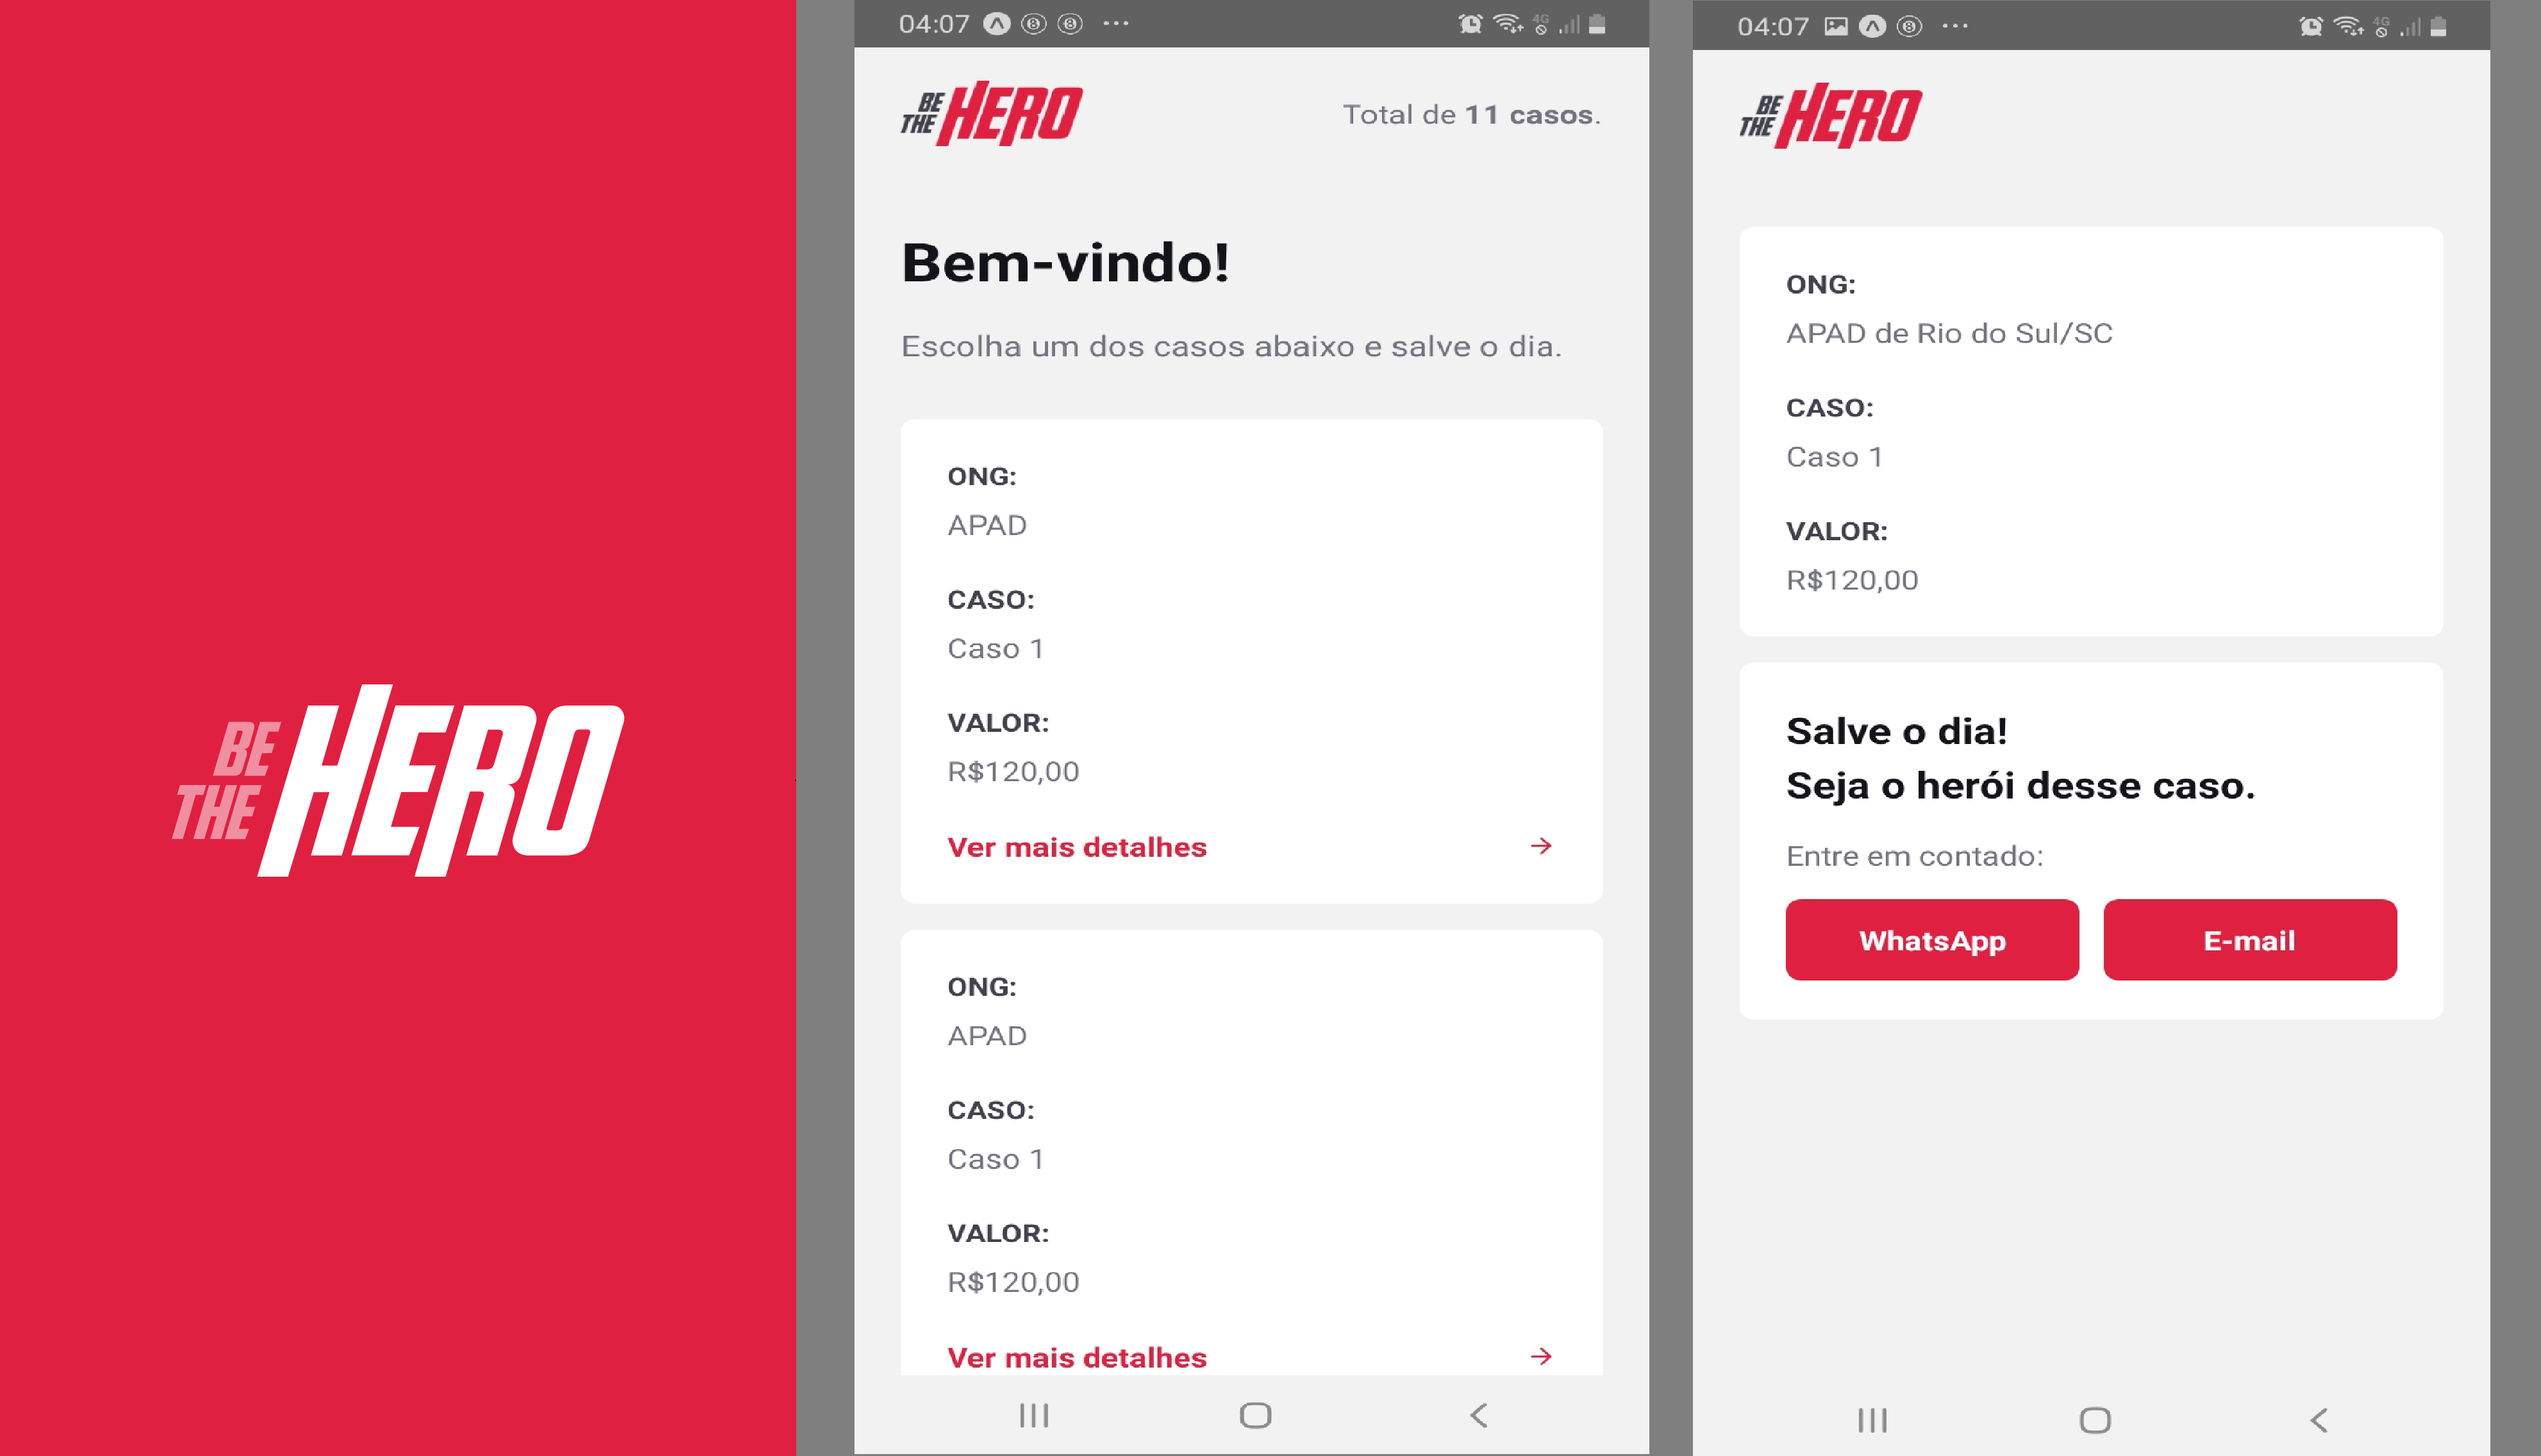 BE
THE HERO
04:07
4G
BE
THE HERO
Total de 11 casos.
Bem-vindo!
Escolha um dos casos abaixo e salve o dia.
ONG:
APAD
CASO:
Caso 1
VALOR:
R$120,00
Ver mais detalhes
ONG:
APAD
CASO:
Caso 1
VALOR:
R$120,00
Ver mais detalhes
04:07
4G
BE
THE HERO
ONG:
APAD de Rio do Sul/SC
CASO:
Caso 1
VALOR:
R$120,00
Salve o dia!
Seja o herói desse caso.
Entre em contado:
WhatsApp
E-mail